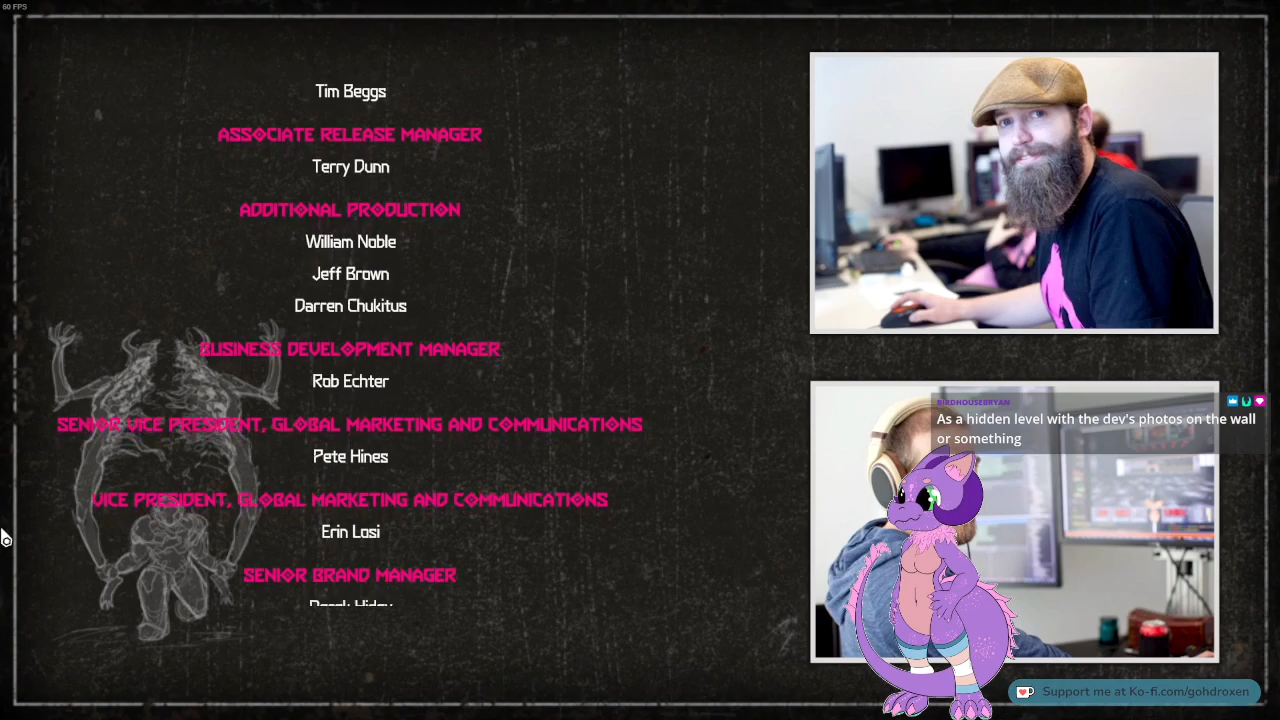 60 FPS
Tim Beggs
ASSOCIATE RELEASE MANAGER
Terry Dunn
ADDITIONAL PRODUCTION
William Noble
Jeff Brown
Darren Chukitus
BUSINESS DEVELOPMENT MANAGER
Rob Echter
SENIOR VICE PRESIDENT, GLOBAL MARKETING AND COMMUNICATIONS
Pete Hines
VICE PRESIDENT, GLOBAL MARKETING AND COMMUNICATIONS
Erin Losi
SENIOR BRAND MANAGER
BIRDHOUSEBRYAN
As a hidden level with the dev's photos on the wall
or something
Support me at Ko-fi.com/gohdroxen